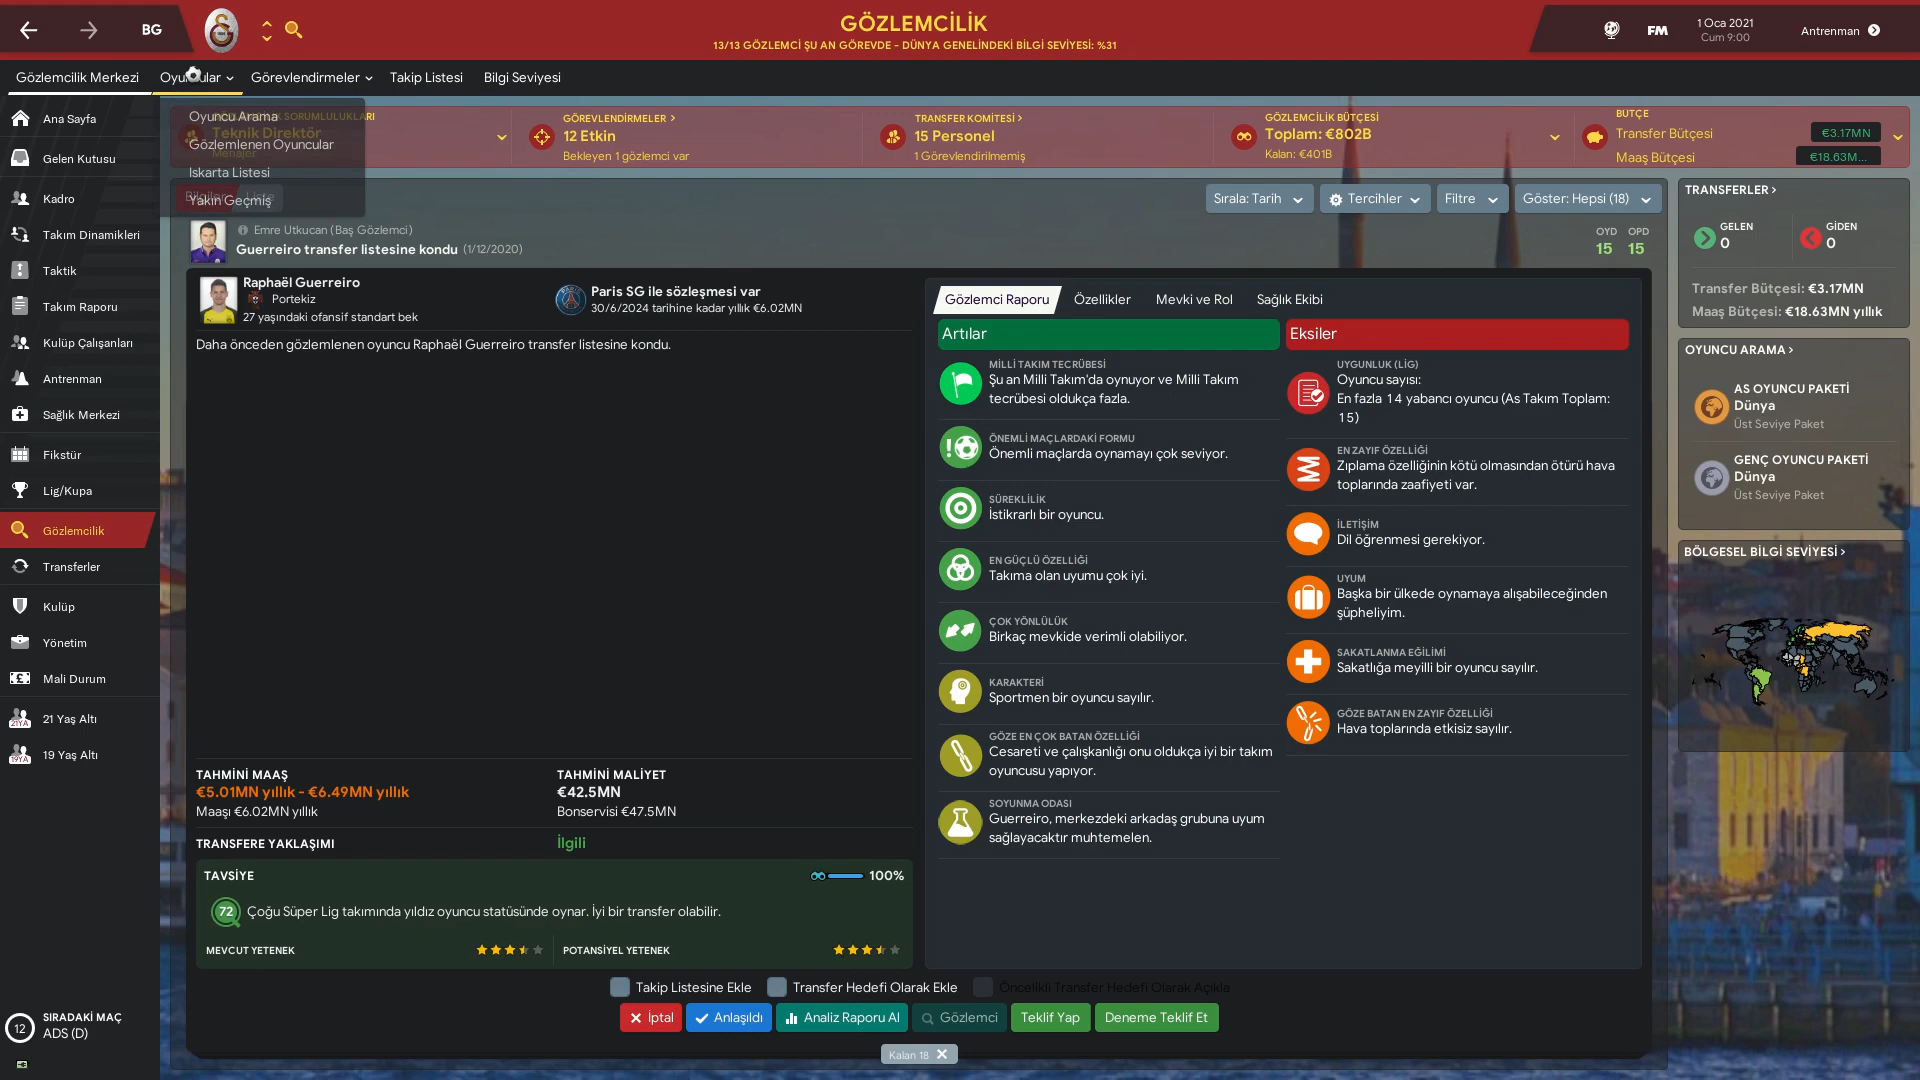 BG
GÖZLEMCİLİK
13/13 GÖZLEMCİ ŞU AN GÖREVDE - DÜNYA GENELİNDEKİ BİLGİ SEVİYESİ: %31
FM
1 Oca 2021
Cum 9:00
Antrenman
Gözlemcilik Merkezi
Oyuncular
Görevlendirmeler
Takip Listesi
Bilgi Seviyesi
Ana Sayfa
Gelen Kutusu
Kadro
Takım Dinamikleri
Taktik
Takım Raporu
Kulüp Çalışanları
Antrenman
Sağlık Merkezi
Fikstür
Lig/Kupa
Gözlemcilik
Transferler
Kulüp
Yönetim
Mali Durum
21YA
21 Yaş Altı
19YA
19 Yaş Altı
12
SIRADAKİ MAÇ
ADS (D)
Oyuncu Arama
Gözlemlenen Oyuncular
Iskarta Listesi
Yakın Geçmiş
SORUMLULUKLARI
Teknik Direktör
Menajer
Bilgiler
Liste
GÖREVLENDİRMELER >
12 Etkin
Bekleyen 1 gözlemci var
TRANSFER KOMİTESİ >
15 Personel
1 Görevlendirilmemiş
GÖZLEMCİLİK BÜTÇESİ
Toplam: €802B
Kalan: €401B
BÜTÇE
Transfer Bütçesi
€3.17MN
Maaş Bütçesi
€18.63M...
Sırala: Tarih
Tercihler
Filtre
Göster: Hepsi (18)
Emre Utkucan (Baş Gözlemci)
Guerreiro transfer listesine kondu (1/12/2020)
OYD
OPD
15
15
Raphaël Guerreiro
Portekiz
27 yaşındaki ofansif standart bek
Paris SG ile sözleşmesi var
30/6/2024 tarihine kadar yıllık €6.02MN
Daha önceden gözlemlenen oyuncu Raphaël Guerreiro transfer listesine kondu.
TAHMİNİ MAAŞ
€5.01MN yıllık - €6.49MN yıllık
Maaşı €6.02MN yıllık
TAHMİNİ MALİYET
€42.5MN
Bonservisi €47.5MN
TRANSFERE YAKLAŞIMI
İlgili
TAVSİYE
100%
72
Çoğu Süper Lig takımında yıldız oyuncu statüsünde oynar. İyi bir transfer olabilir.
MEVCUT YETENEK
POTANSİYEL YETENEK
Gözlemci Raporu
Özellikler
Mevki ve Rol
Sağlık Ekibi
Artılar
MİLLİ TAKIM TECRÜBESİ
Şu an Milli Takım'da oynuyor ve Milli Takım
tecrübesi oldukça fazla.
ÖNEMLİ MAÇLARDAKİ FORMU
Önemli maçlarda oynamayı çok seviyor.
SÜREKLİLİK
İstikrarlı bir oyuncu.
EN GÜÇLÜ ÖZELLİĞİ
Takıma olan uyumu çok iyi.
ÇOK YÖNLÜLÜK
Birkaç mevkide verimli olabiliyor.
KARAKTERİ
Sportmen bir oyuncu sayılır.
GÖZE EN ÇOK BATAN ÖZELLİĞİ
Cesareti ve çalışkanlığı onu oldukça iyi bir takım
oyuncusu yapıyor.
SOYUNMA ODASI
Guerreiro, merkezdeki arkadaş grubuna uyum
sağlayacaktır muhtemelen.
Eksiler
UYGUNLUK (LİG)
Oyuncu sayısı:
En fazla 14 yabancı oyuncu (As Takım Toplam:
15)
EN ZAYIF ÖZELLİĞİ
Zıplama özelliğinin kötü olmasından ötürü hava
toplarında zaafiyeti var.
İLETİŞİM
Dil öğrenmesi gerekiyor.
UYUM
Başka bir ülkede oynamaya alışabileceğinden
şüpheliyim.
SAKATLANMA EĞİLİMİ
Sakatlığa meyilli bir oyuncu sayılır.
GÖZE BATAN EN ZAYIF ÖZELLİĞİ
Hava toplarında etkisiz sayılır.
Takip Listesine Ekle
Transfer Hedefi Olarak Ekle
Öncelikli Transfer Hedefi Olarak Açıkla
İptal
Anlaşıldı
Analiz Raporu Al
Gözlemci
Teklif Yap
Deneme Teklif Et
Kalan 18
TRANSFERLER >
GELEN
0
GİDEN
0
Transfer Bütçesi: €3.17MN
Maaş Bütçesi: €18.63MN yıllık
OYUNCU ARAMA >
AS OYUNCU PAKETİ
Dünya
Üst Seviye Paket
GENÇ OYUNCU PAKETİ
Dünya
Üst Seviye Paket
BÖLGESEL BİLGİ SEVİYESİ >